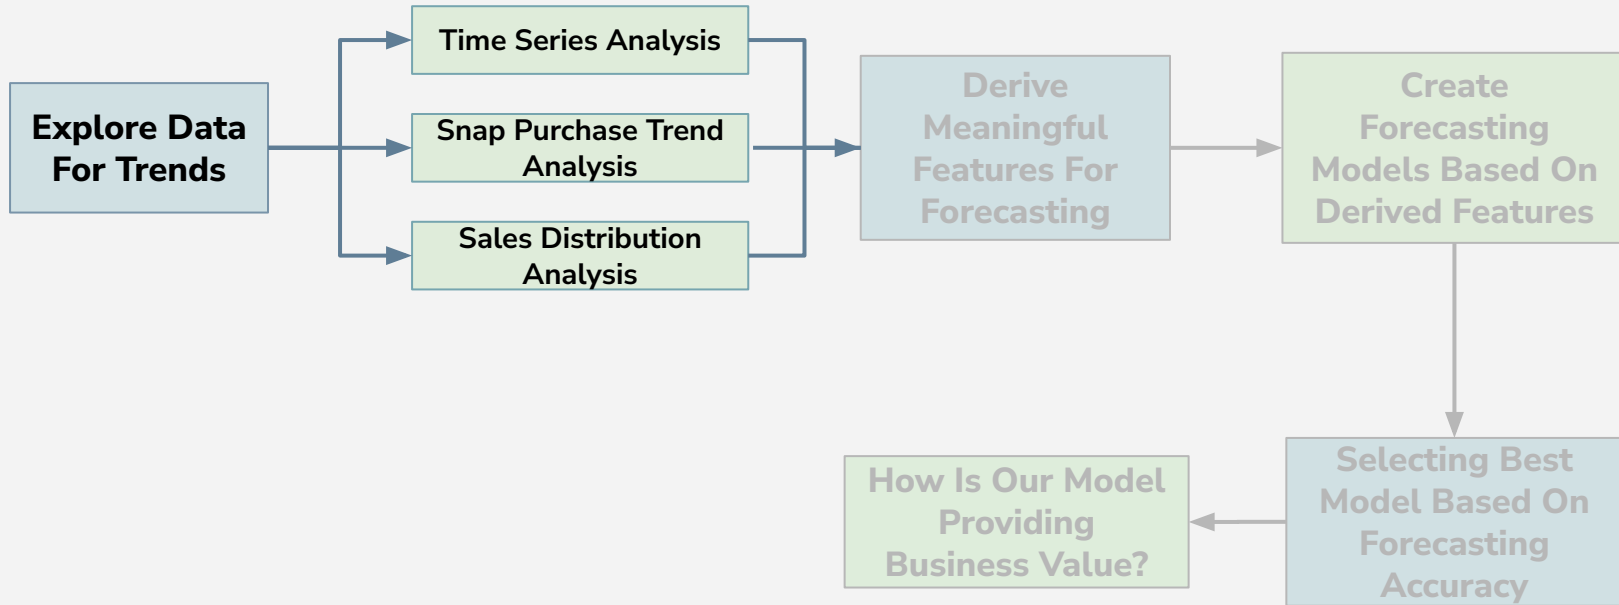 Explore Data
For Trends
Time Series Analysis
Snap Purchase Trend
Analysis
Sales Distribution
Analysis
Derive
Meaningful
Features For
Forecasting
Create
Forecasting
Models Based On
Derived Features
Selecting Best
Model Based On
Forecasting
Accuracy
How Is Our Model
Providing
Business Value?